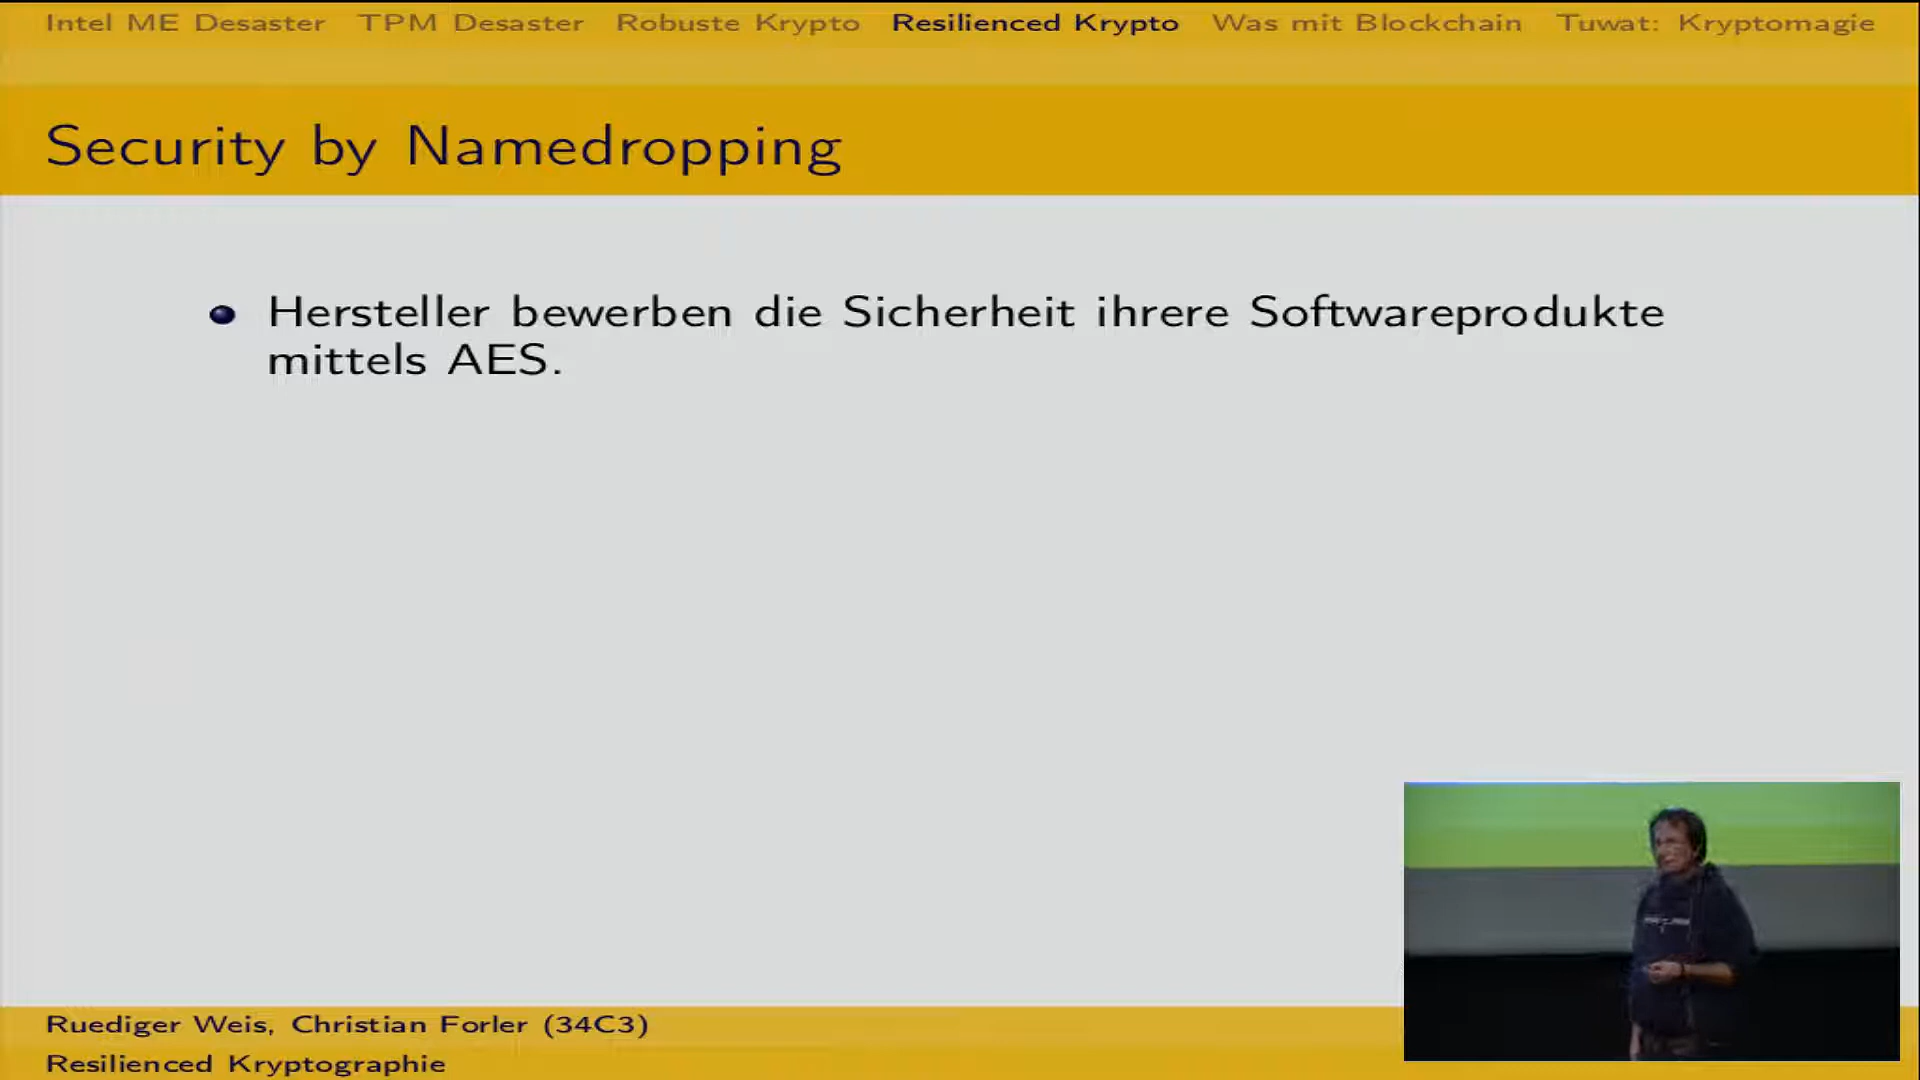 Intel ME Desaster TPM Desaster Robuste Krypto Resilienced Krypto Was mit Blockchain Tuwat: Kryptomagie
Security by Namedropping
Hersteller bewerben die Sicherheit ihrere Softwareprodukte
mittels AES.
Ruediger Weis, Christian Forler (34C3)
Resilienced Kryptographie